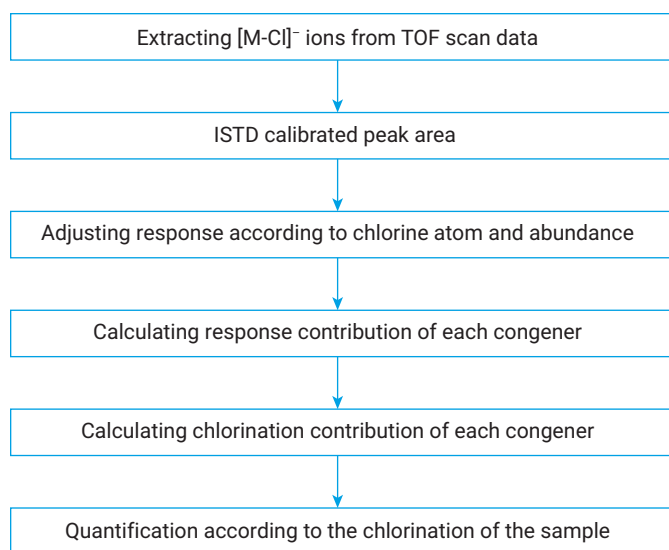 Extracting [M-Cl]⁻ ions from TOF scan data
ISTD calibrated peak area
Adjusting response according to chlorine atom and abundance
Calculating response contribution of each congener
Calculating chlorination contribution of each congener
Quantification according to the chlorination of the sample